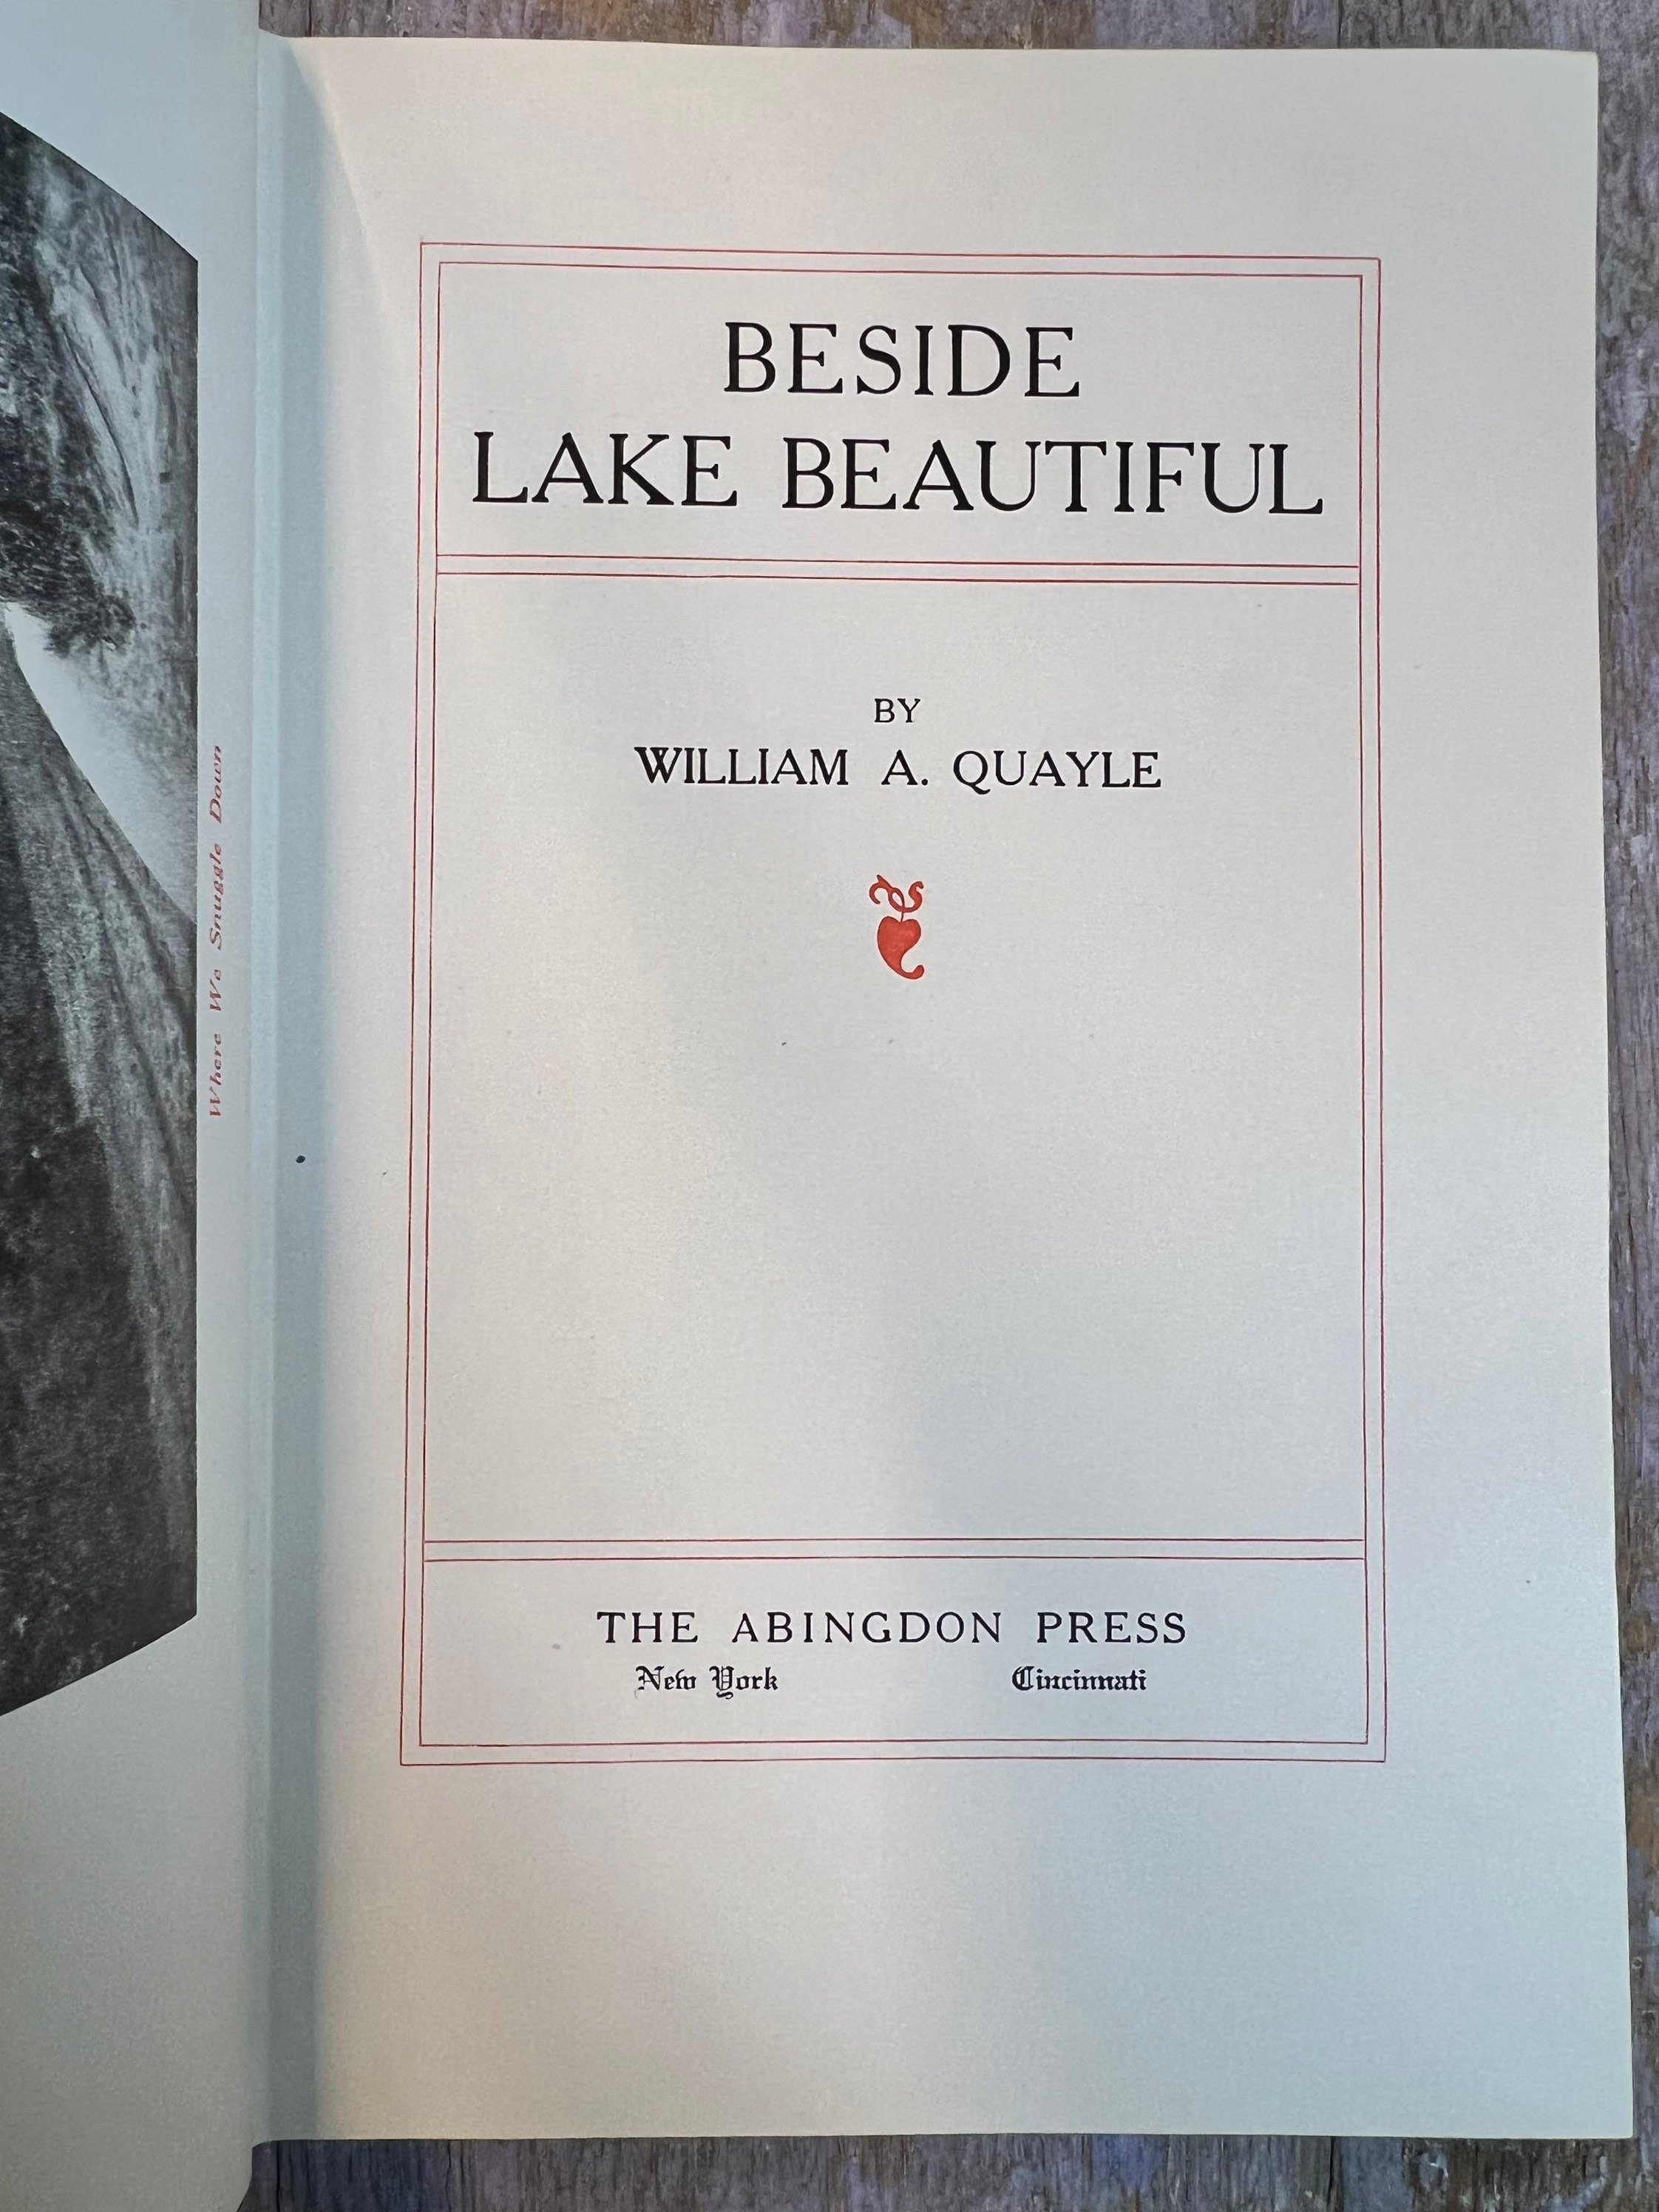 Where We Snuggle Down
BESIDE
LAKE BEAUTIFUL
BY
WILLIAM A. QUAYLE
THE ABINGDON PRESS
New York Cincinnati